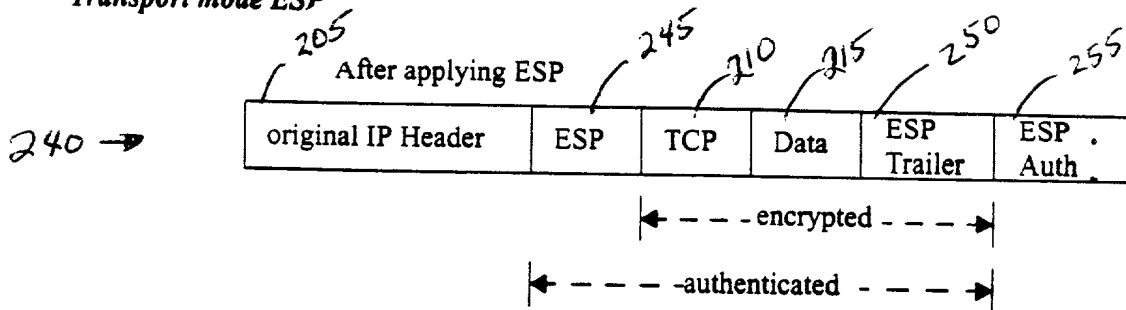 Transport mode ESP
205 245 210 215 250 255
After applying ESP
240
original IP Header ESP TCP Data ESP Trailer ESP Auth
encrypted
authenticated